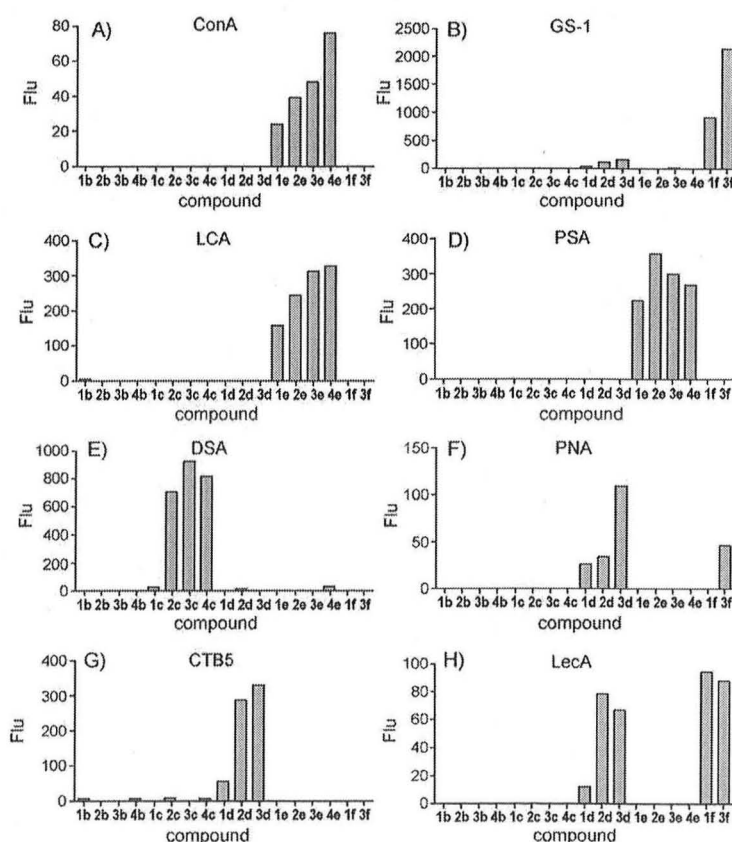 A) ConA
80
60
40
20
0
Flu
1b 2b 3b 4b 1c 2c 3c 4c 1d 2d 3d 1e 2e 3e 4e 1f 3f
compound
B) GS-1
2500
2000
1500
1000
500
0
Flu
1b 2b 3b 4b 1c 2c 3c 4c 1d 2d 3d 1e 2e 3e 4e 1f 3f
compound
C) LCA
400
300
200
100
0
Flu
1b 2b 3b 4b 1c 2c 3c 4c 1d 2d 3d 1e 2e 3e 4e 1f 3f
compound
D) PSA
400
300
200
100
0
Flu
1b 2b 3b 4b 1c 2c 3c 4c 1d 2d 3d 1e 2e 3e 4e 1f 3f
compound
E) DSA
1000
800
600
400
200
0
Flu
1b 2b 3b 4b 1c 2c 3c 4c 1d 2d 3d 1e 2e 3e 4e 1f 3f
compound
F) PNA
150
100
50
0
Flu
1b 2b 3b 4b 1c 2c 3c 4c 1d 2d 3d 1e 2e 3e 4e 1f 3f
compound
G) CTB5
400
300
200
100
0
Flu
1b 2b 3b 4b 1c 2c 3c 4c 1d 2d 3d 1e 2e 3e 4e 1f 3f
compound
H) LecA
100
80
60
40
20
0
Flu
1b 2b 3b 4b 1c 2c 3c 4c 1d 2d 3d 1e 2e 3e 4e 1f 3f
compound